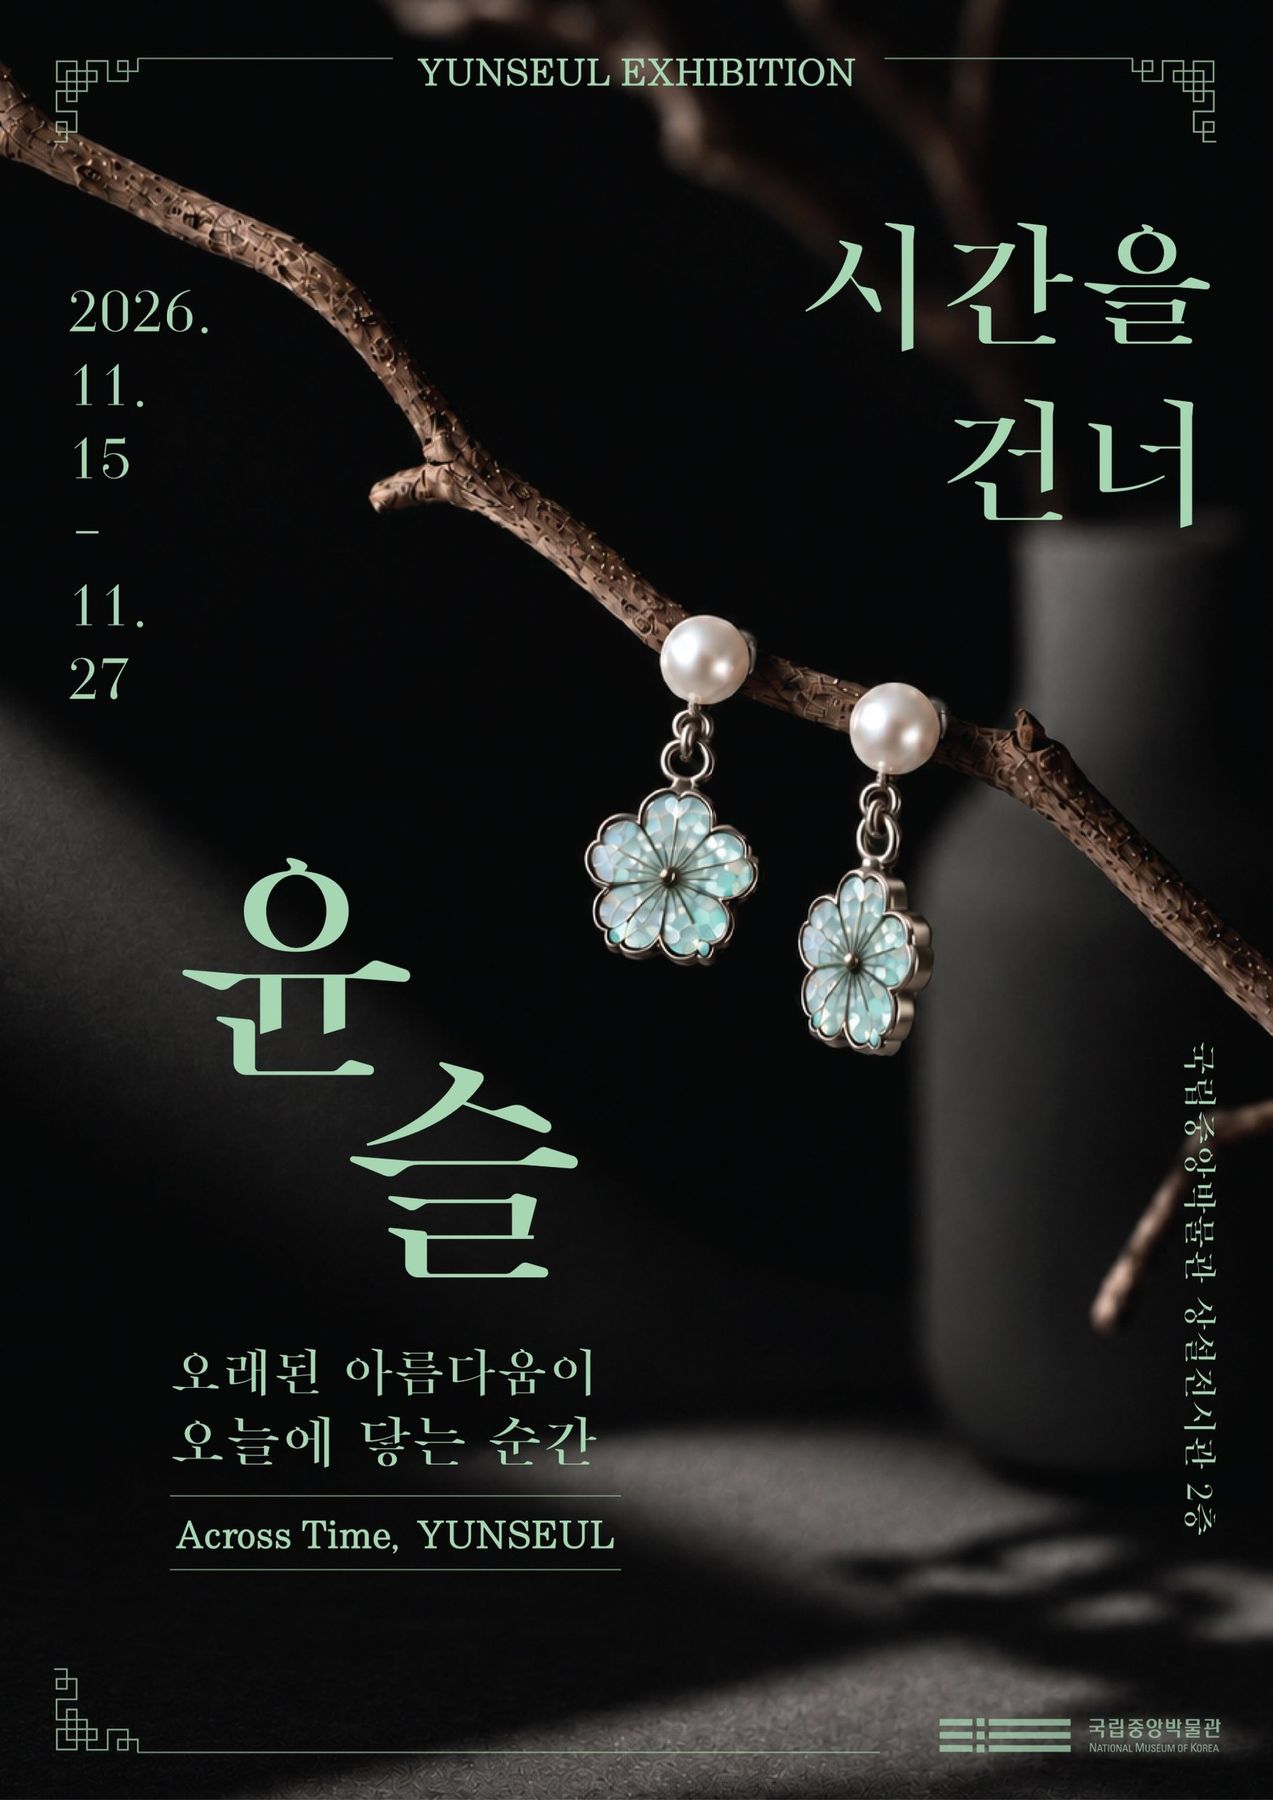 YUNSEUL EXHIBITION
시간을
건너
2026.
11.
15
–
11.
27
윤
슬
오래된 아름다움이
오늘에 닿는 순간
Across Time, YUNSEUL
국립중앙박물관 상설전시관 2층
국립중앙박물관
NATIONAL MUSEUM OF KOREA